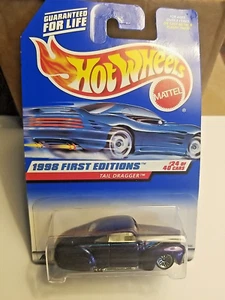 GUARANTEED
FOR LIFE
Hot Wheels
MATTEL
1998 FIRST EDITIONS
TAIL DRAGGER
#24 OF
40 CARS